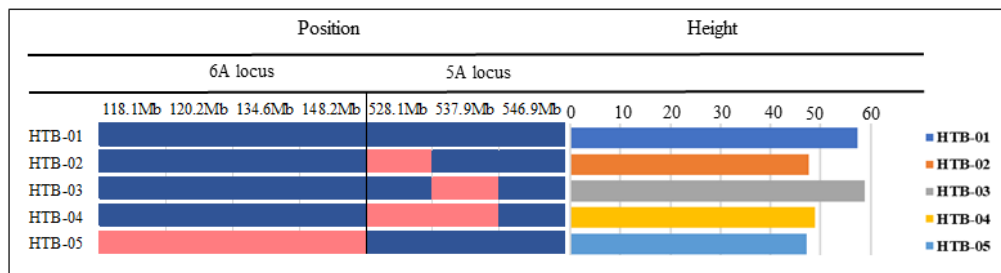 Position Height
6A locus 5A locus
118.1Mb 120.2Mb 134.6Mb 148.2Mb 528.1Mb 537.9Mb 546.9Mb 0 10 20 30 40 50 60
HTB-01 HTB-01
HTB-02 HTB-02
HTB-03 HTB-03
HTB-04 HTB-04
HTB-05 HTB-05